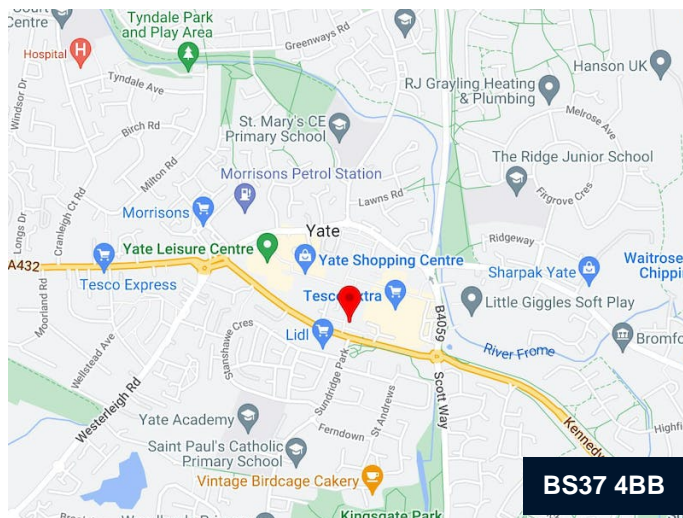 Court
Centre
Tyndale Park
and Play Area
Greenways Rd
Hospital
H
Hanson UK
Tyndale Ave
RJ Grayling Heating
& Plumbing
Windsor Dr
St. Mary's CE
Primary School
Birch Rd
Melrose Ave
The Ridge Junior School
Milton Rd
Morrisons Petrol Station
Firgrove Cres
Lawns Rd
Longs Dr
Cranleigh Ct Rd
Morrisons
Yate
Ridgeway
Yate Leisure Centre
A432
Yate Shopping Centre
Waitrose
Chippi
Sharpak Yate
Tesco Express
Tesco Extra
Little Giggles Soft Play
Moorland Rd
B4059
Lidl
Bromfo
River Frome
Stanshawe Cres
Wellstead Ave
Sundridge Park
Scott Way
Westerleigh Rd
St Andrews
Yate Academy
Ferndown
Kennedy
Highfi
Saint Paul's Catholic
Primary School
Vintage Birdcage Cakery
BS37 4BB
Kingsgate Park